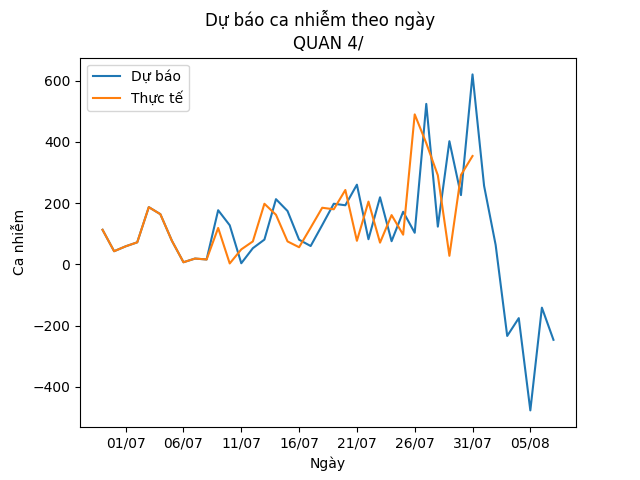 Dự báo ca nhiễm theo ngày
QUAN 4/
Dự báo
Thực tế
Ca nhiễm
600
400
200
0
−200
−400
01/07
06/07
11/07
16/07
21/07
26/07
31/07
05/08
Ngày